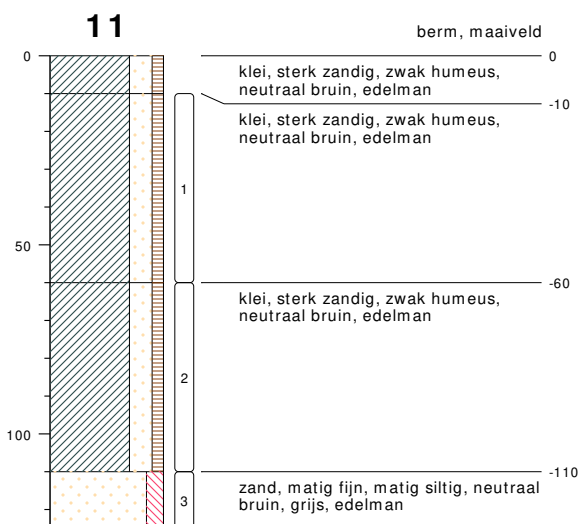 11
berm, maaiveld
0
0
klei, sterk zandig, zwak humeus,
neutraal bruin, edelman
-10
klei, sterk zandig, zwak humeus,
neutraal bruin, edelman
1
50
-60
klei, sterk zandig, zwak humeus,
neutraal bruin, edelman
2
100
-110
zand, matig fijn, matig siltig, neutraal
bruin, grijs, edelman
3